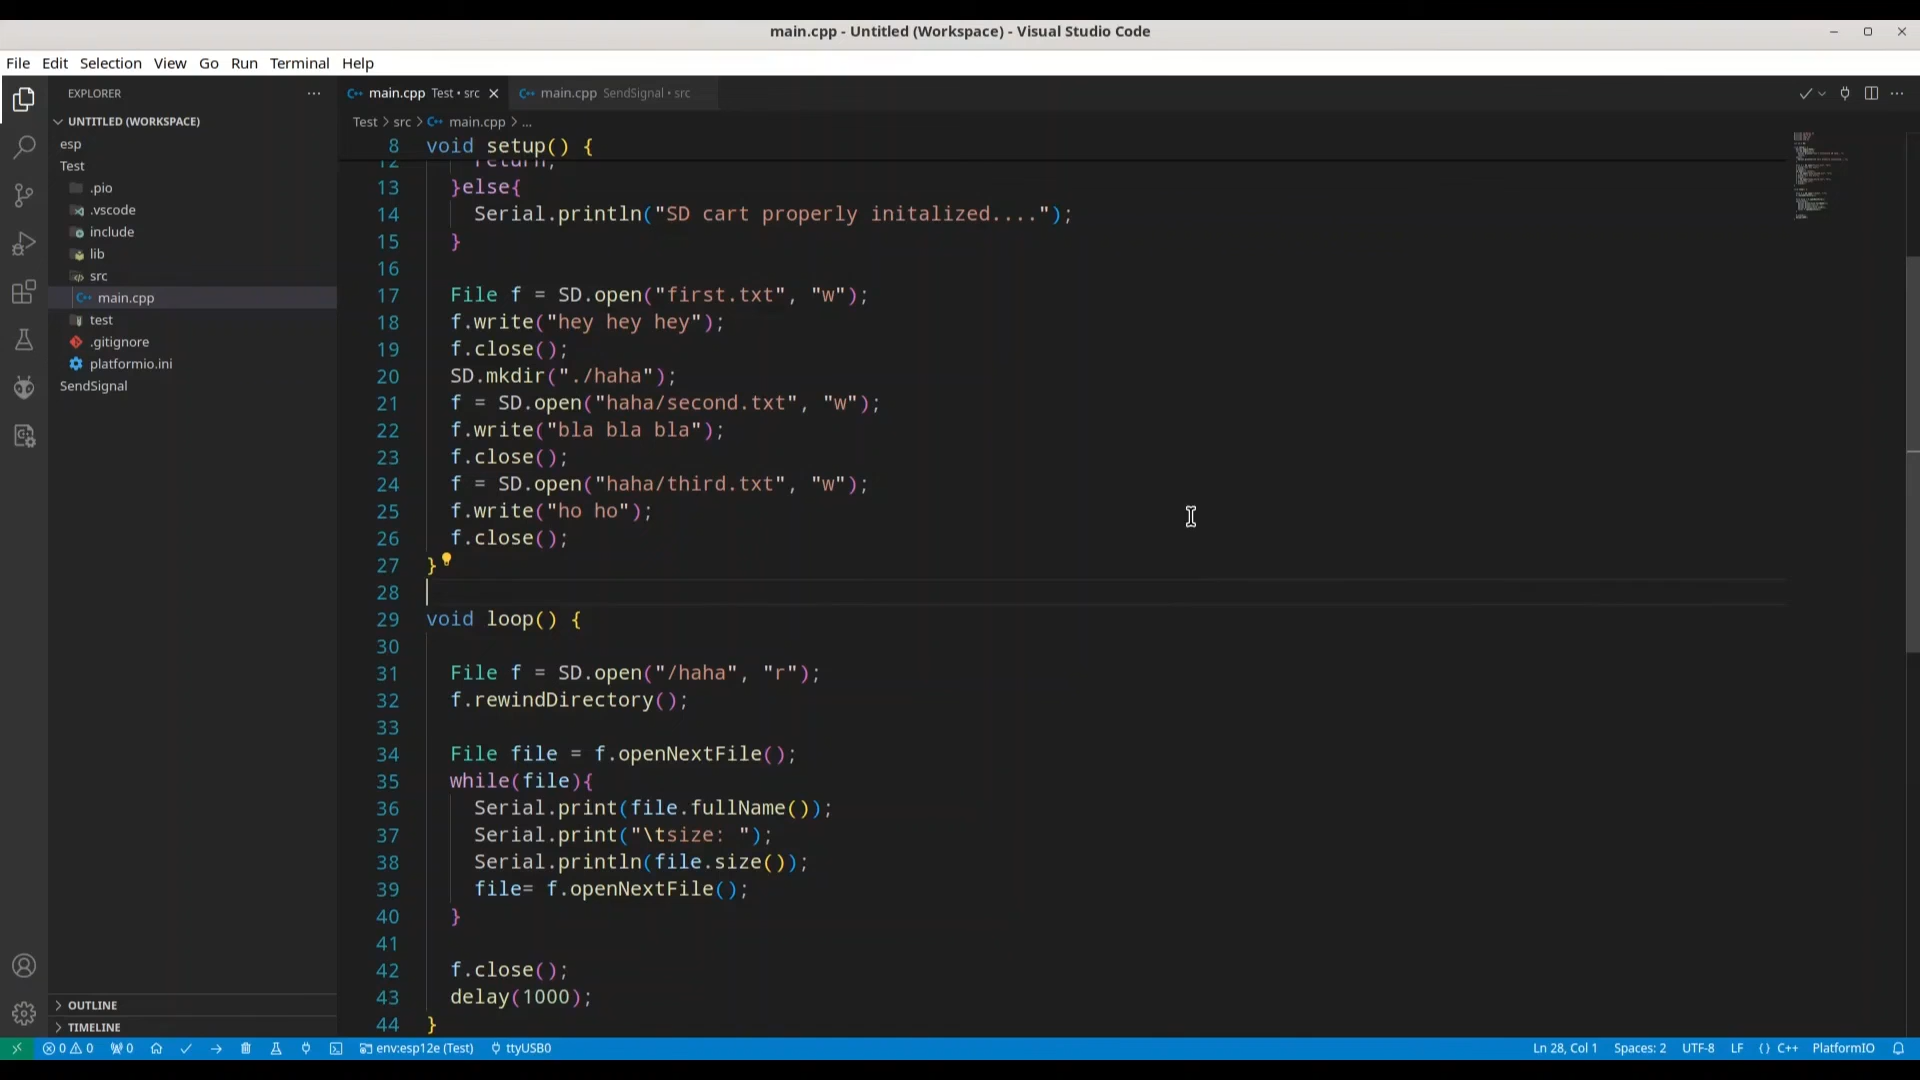 main.cpp - Untitled (Workspace) - Visual Studio Code
File Edit Selection View Go Run Terminal Help
EXPLORER
UNTITLED (WORKSPACE)
esp
Test
.pio
.vscode
include
lib
src
main.cpp
test
.gitignore
platformio.ini
SendSignal
OUTLINE
TIMELINE
main.cpp Test • src
main.cpp SendSignal • src
Test > src > main.cpp > ...
8 void setup() {
12 return;
13 }else{
14 Serial.println("SD cart properly initalized....");
15 }
16
17 File f = SD.open("first.txt", "w");
18 f.write("hey hey hey");
19 f.close();
20 SD.mkdir("./haha");
21 f = SD.open("haha/second.txt", "w");
22 f.write("bla bla bla");
23 f.close();
24 f = SD.open("haha/third.txt", "w");
25 f.write("ho ho");
26 f.close();
27 }
28
29 void loop() {
30
31 File f = SD.open("/haha", "r");
32 f.rewindDirectory();
33
34 File file = f.openNextFile();
35 while(file){
36 Serial.print(file.fullName());
37 Serial.print("\tsize: ");
38 Serial.println(file.size());
39 file= f.openNextFile();
40 }
41
42 f.close();
43 delay(1000);
44 }
0 0 0 env:esp12e (Test) ttyUSB0 Ln 28, Col 1 Spaces: 2 UTF-8 LF {} C++ PlatformIO